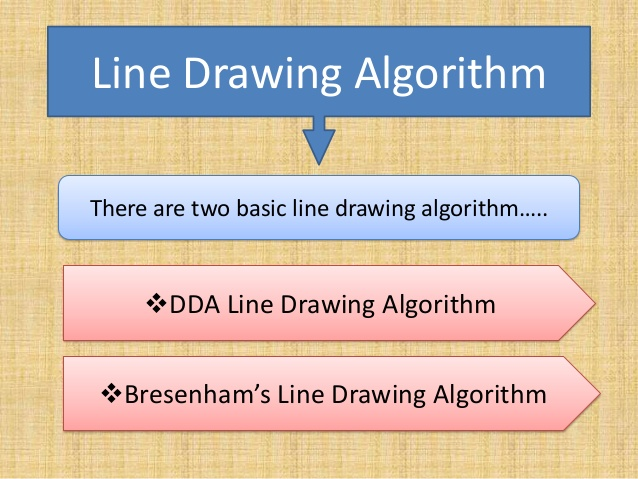 Line Drawing Algorithm
There are two basic line drawing algorithm.....
❖DDA Line Drawing Algorithm
❖Bresenham’s Line Drawing Algorithm